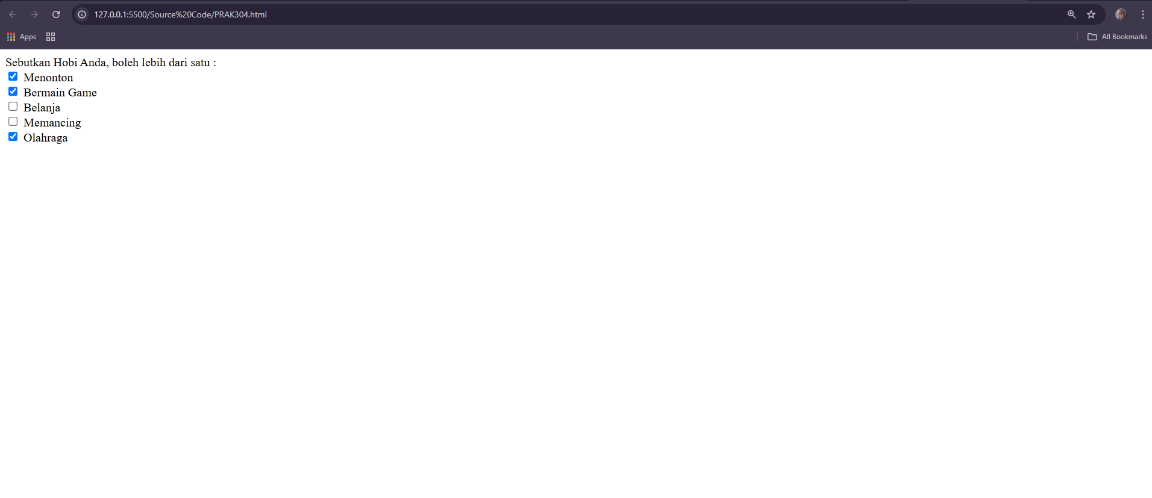 127.0.0.1:5500/Source%20Code/PRAK304.html
Apps
All Bookmarks
Sebutkan Hobi Anda, boleh lebih dari satu :
Menonton
Bermain Game
Belanja
Memancing
Olahraga